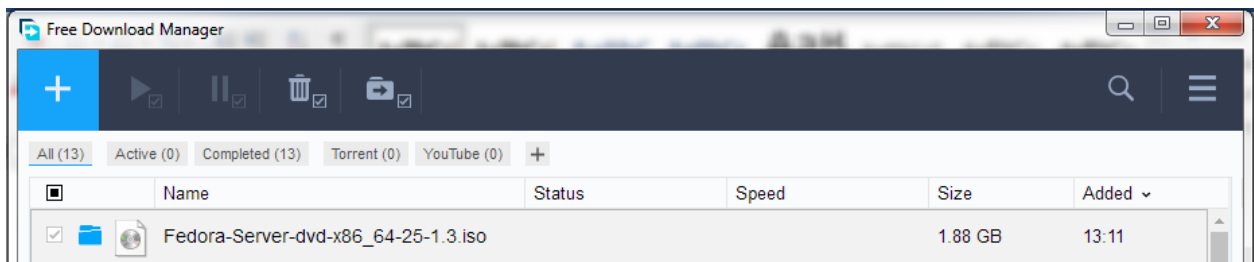 Free Download Manager
All (13) Active (0) Completed (13) Torrent (0) YouTube (0) +
Name Status Speed Size Added
Fedora-Server-dvd-x86_64-25-1.3.iso 1.88 GB 13:11